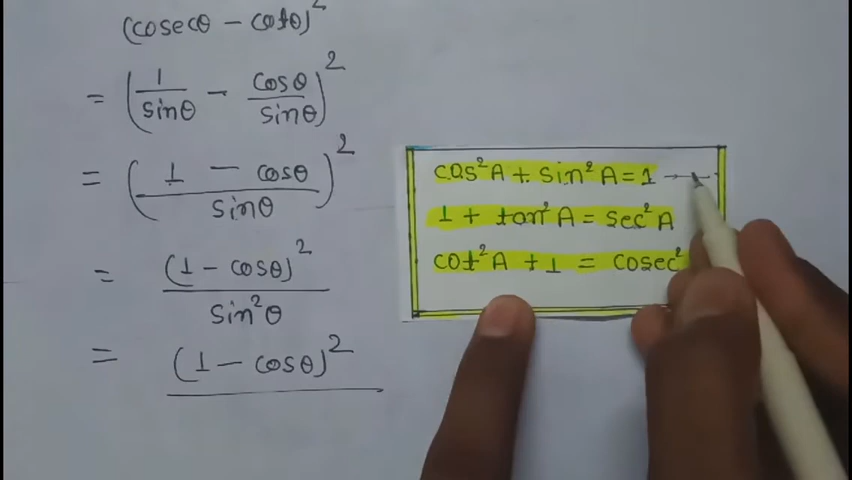 (cosecθ - cotθ)²
= (1/sinθ - cosθ/sinθ)²
= ((1 - cosθ)/sinθ)²
= (1 - cosθ)²/sin²θ
= (1 - cosθ)²
cos²A + sin²A = 1
1 + tan²A = sec²A
cot²A + 1 = cosec²